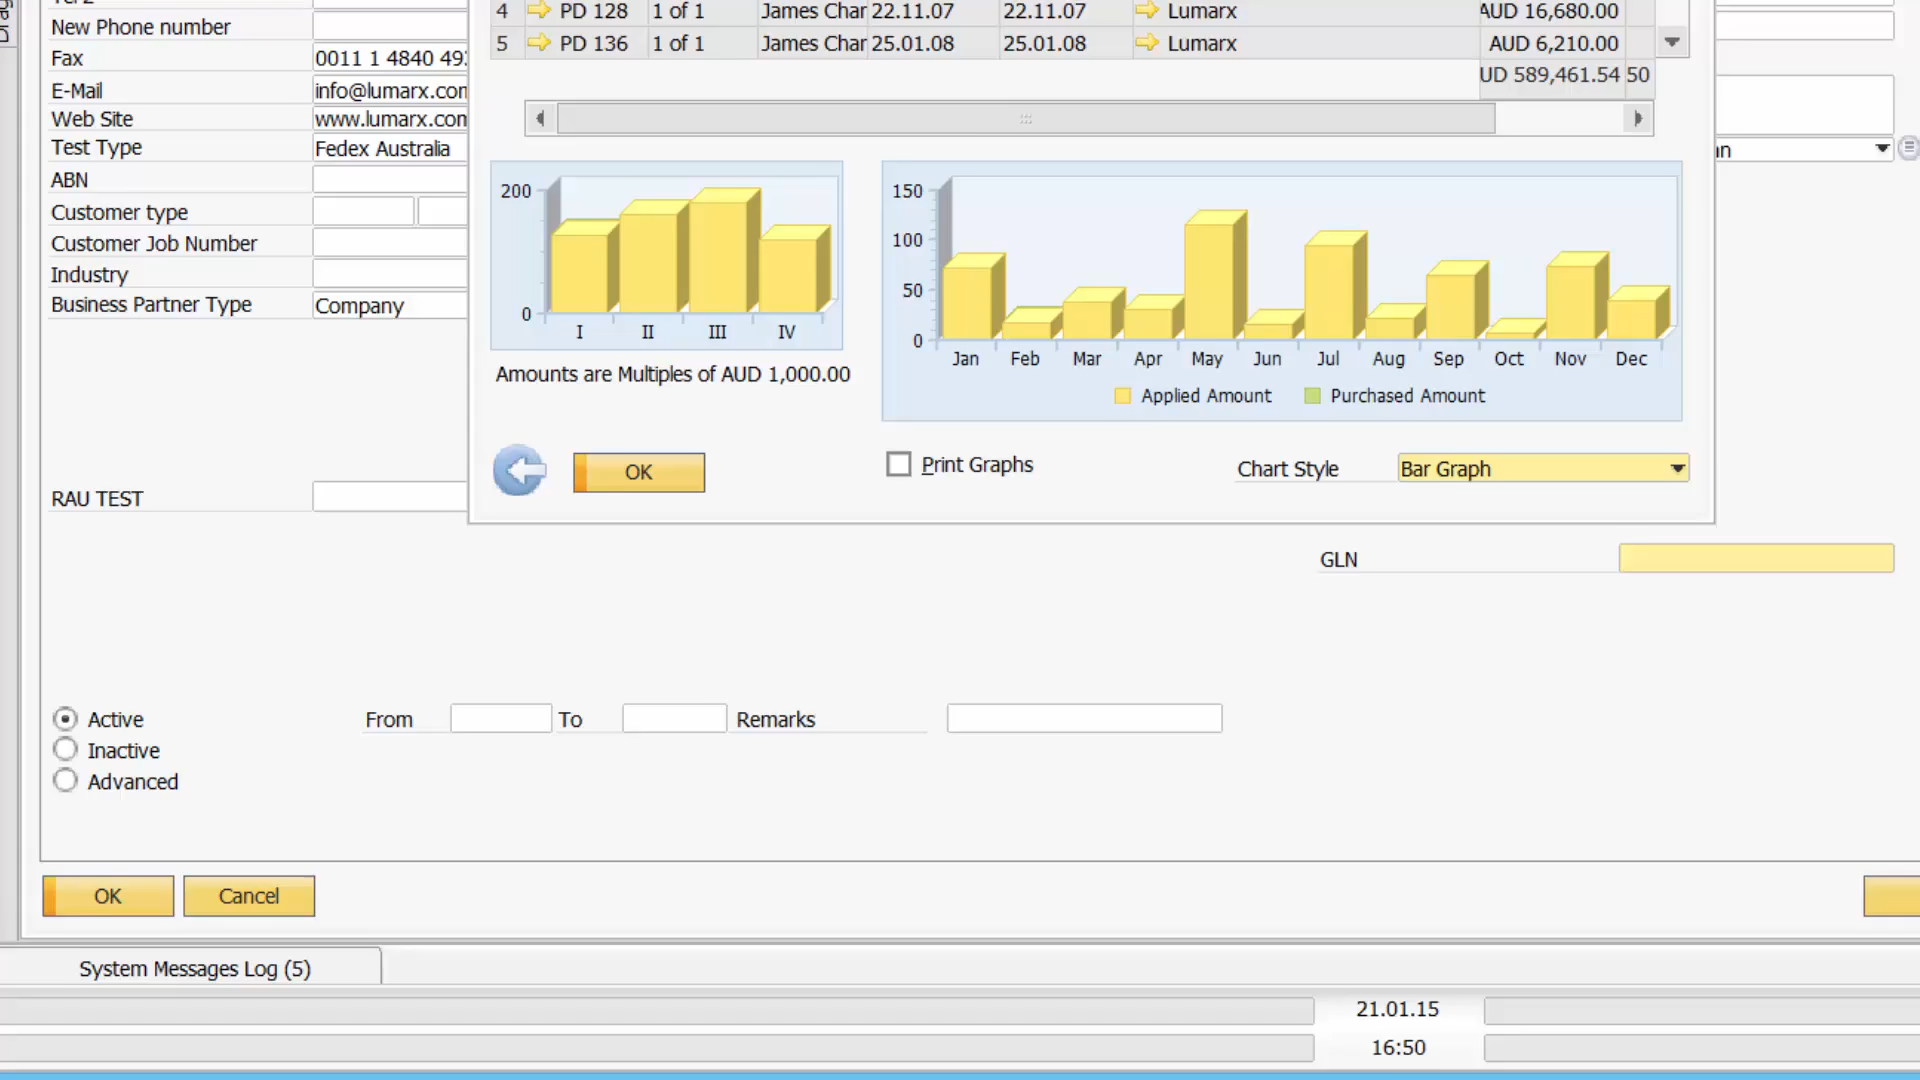 New Phone number
Fax 0011 1 4840 49
E-Mail info@lumarx.com
Web Site www.lumarx.com
Test Type Fedex Australia
ABN
Customer type
Customer Job Number
Industry
Business Partner Type Company
RAU TEST
4 PD 128 1 of 1 James Char 22.11.07 22.11.07 Lumarx AUD 16,680.00
5 PD 136 1 of 1 James Char 25.01.08 25.01.08 Lumarx AUD 6,210.00
UD 589,461.54 50
200
0
I II III IV
Amounts are Multiples of AUD 1,000.00
150
100
50
0
Jan Feb Mar Apr May Jun Jul Aug Sep Oct Nov Dec
Applied Amount Purchased Amount
OK
Print Graphs
Chart Style Bar Graph
GLN
Active From To Remarks
Inactive
Advanced
OK Cancel
System Messages Log (5)
21.01.15
16:50